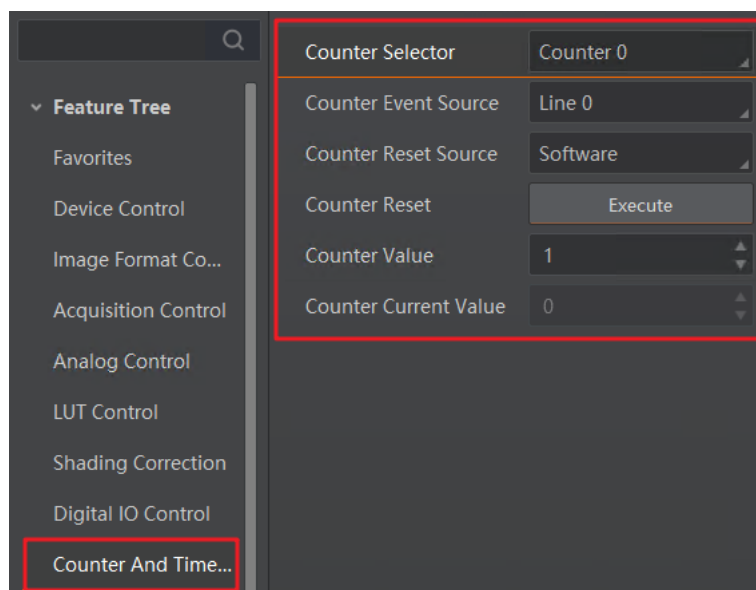 Feature Tree
Favorites
Device Control
Image Format Co...
Acquisition Control
Analog Control
LUT Control
Shading Correction
Digital IO Control
Counter And Time...
Counter Selector Counter 0
Counter Event Source Line 0
Counter Reset Source Software
Counter Reset Execute
Counter Value 1
Counter Current Value 0